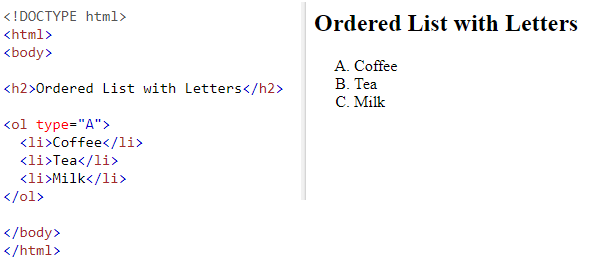 <!DOCTYPE html>
<html>
<body>
<h2>Ordered List with Letters</h2>
<ol type="A">
  <li>Coffee</li>
  <li>Tea</li>
  <li>Milk</li>
</ol>
</body>
</html>
Ordered List with Letters
A. Coffee
B. Tea
C. Milk